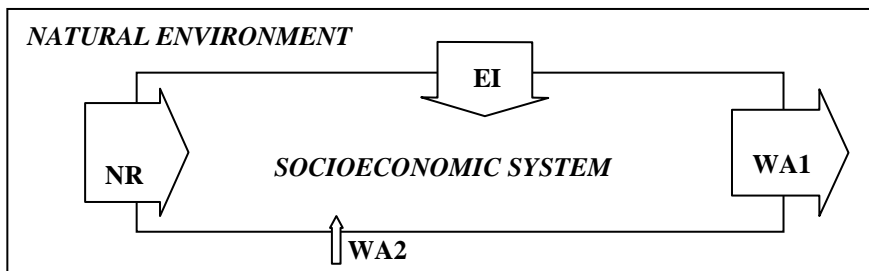 NATURAL ENVIRONMENT
EI
NR
SOCIOECONOMIC SYSTEM
WA1
WA2